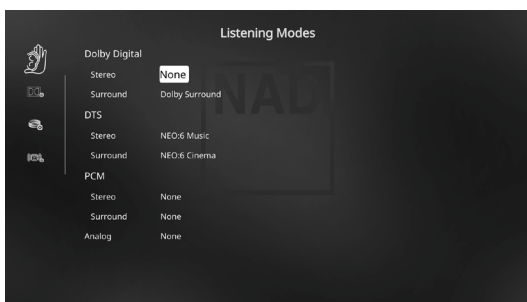 Listening Modes
Dolby Digital
Stereo None
Surround Dolby Surround
DTS
Stereo NEO:6 Music
Surround NEO:6 Cinema
PCM
Stereo None
Surround None
Analog None
NAD